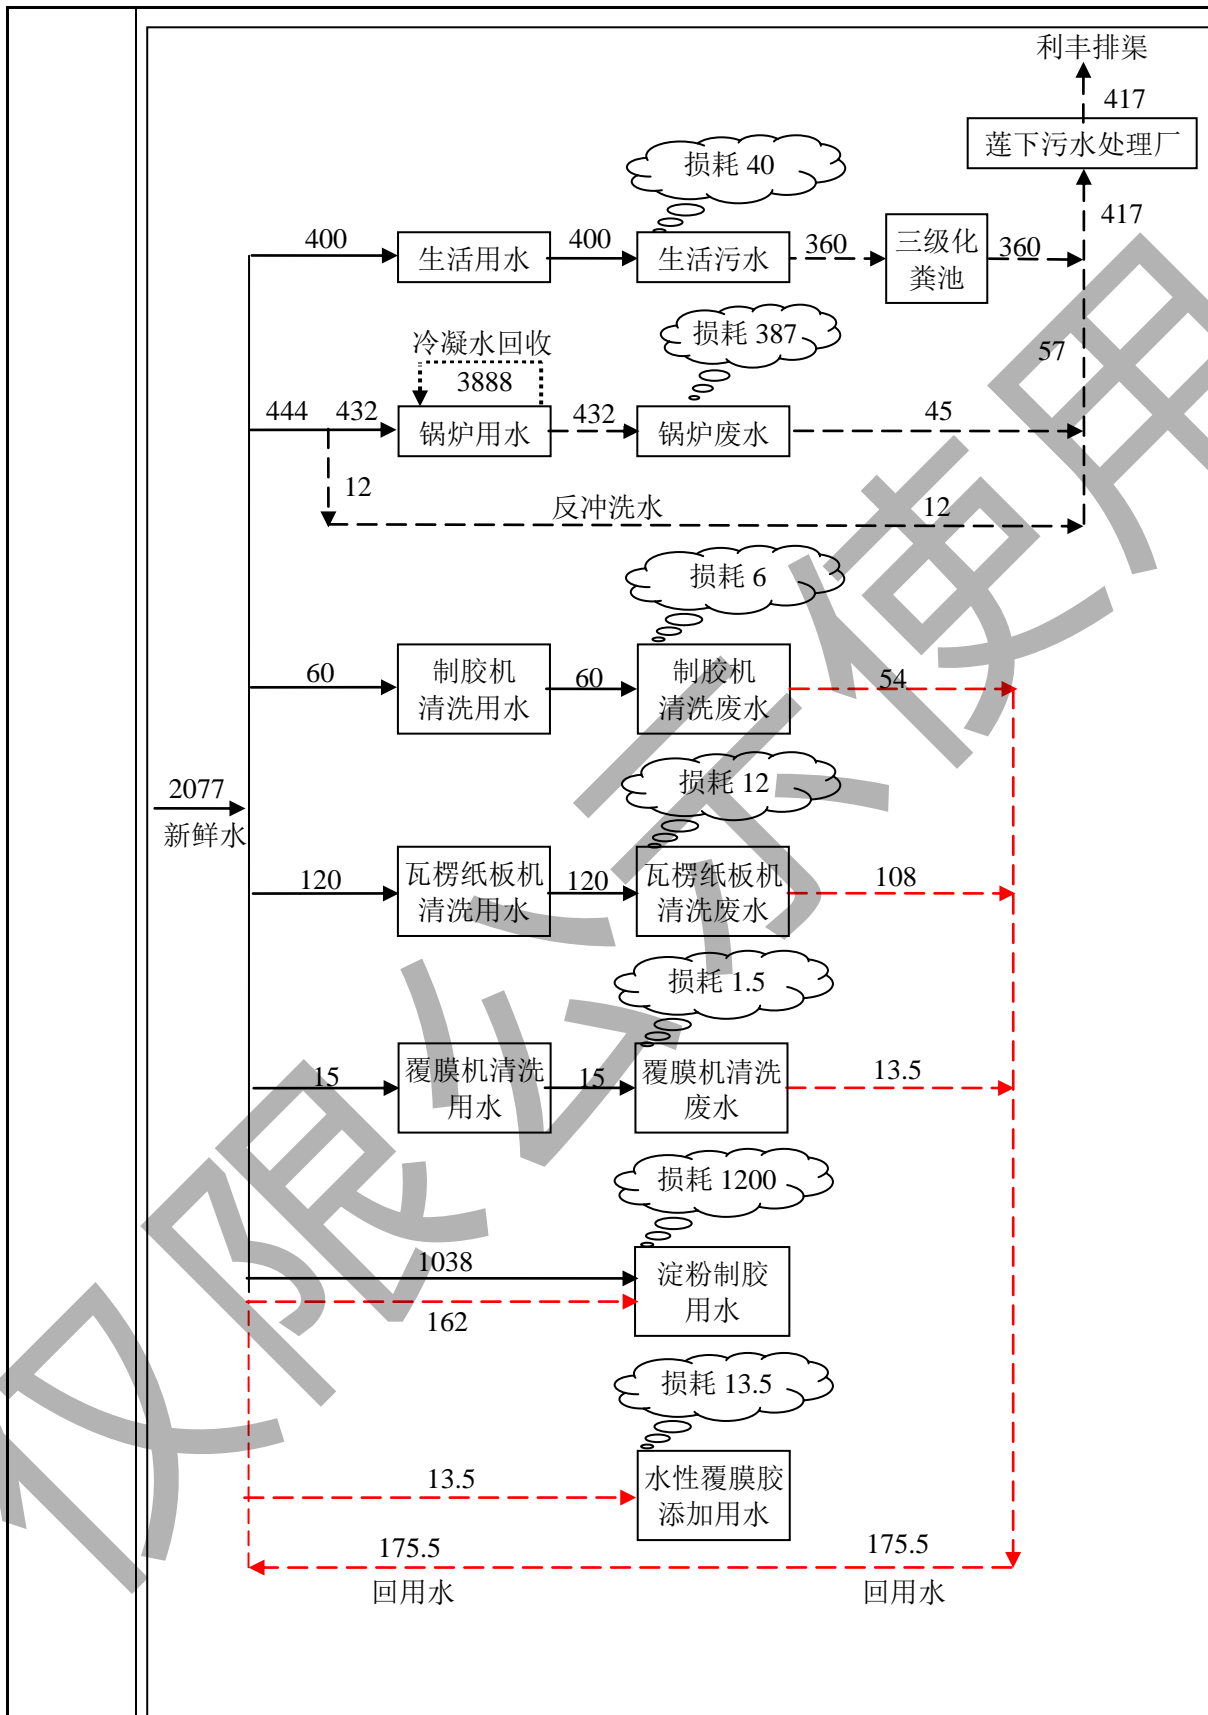 利丰排渠
417
莲下污水处理厂
损耗 40
417
400
生活用水
400
生活污水
360
三级化
粪池
360
冷凝水回收
3888
损耗 387
57
444
432
锅炉用水
432
锅炉废水
45
12
反冲洗水
12
损耗 6
60
制胶机
清洗用水
60
制胶机
清洗废水
54
2077
新鲜水
损耗 12
120
瓦楞纸板机
清洗用水
120
瓦楞纸板机
清洗废水
108
损耗 1.5
15
覆膜机清洗
用水
15
覆膜机清洗
废水
13.5
损耗 1200
1038
淀粉制胶
用水
162
损耗 13.5
13.5
水性覆膜胶
添加用水
175.5
回用水
175.5
回用水
仅限公示使用